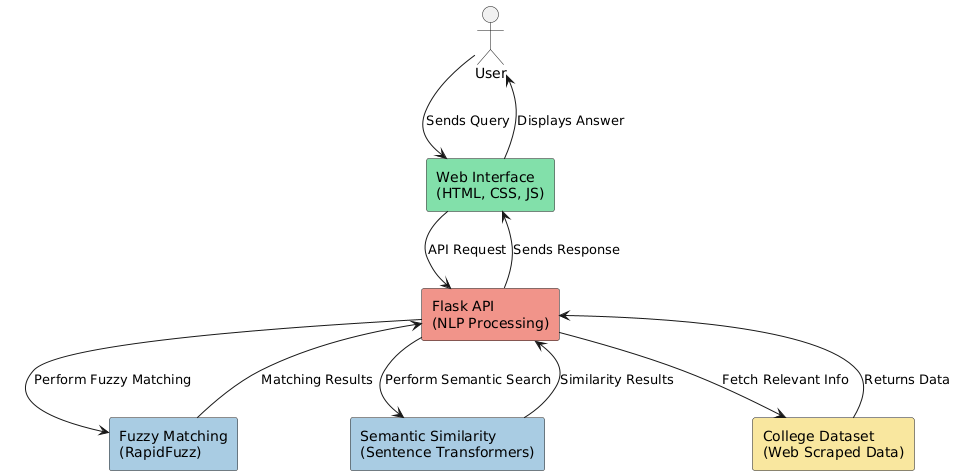 User
Sends Query
Displays Answer
Web Interface
(HTML, CSS, JS)
API Request
Sends Response
Flask API
(NLP Processing)
Perform Fuzzy Matching
Matching Results
Perform Semantic Search
Similarity Results
Fetch Relevant Info
Returns Data
Fuzzy Matching
(RapidFuzz)
Semantic Similarity
(Sentence Transformers)
College Dataset
(Web Scraped Data)